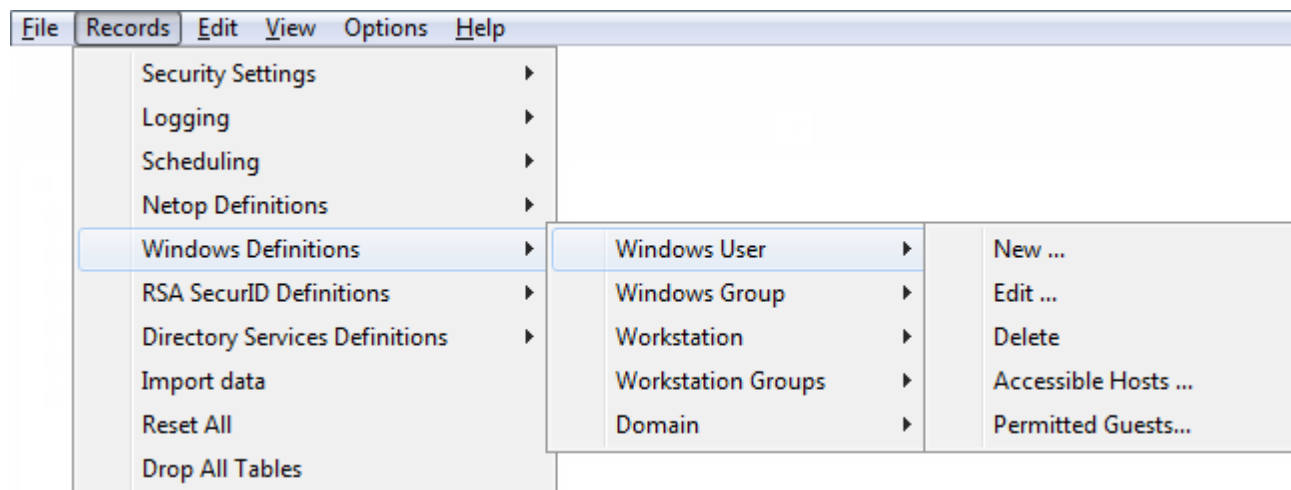 File Records Edit View Options Help
Security Settings
Logging
Scheduling
Netop Definitions
Windows Definitions
RSA SecurID Definitions
Directory Services Definitions
Import data
Reset All
Drop All Tables
Windows User
Windows Group
Workstation
Workstation Groups
Domain
New ...
Edit ...
Delete
Accessible Hosts ...
Permitted Guests...